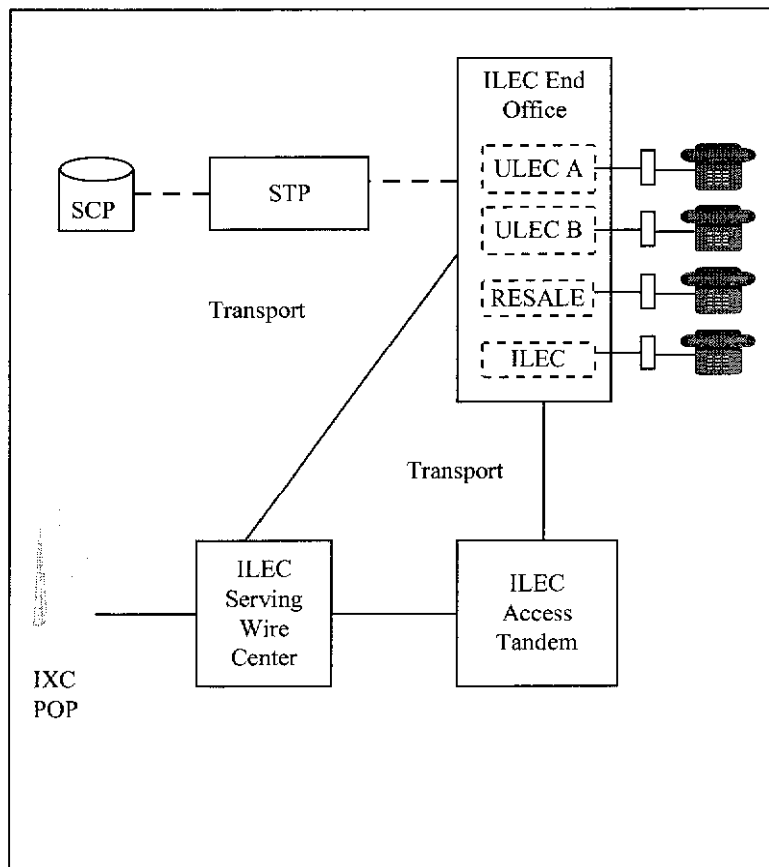 ILEC End
Office
ULEC A
SCP
STP
ULEC B
Transport
RESALE
ILEC
Transport
ILEC
Serving
Wire
Center
ILEC
Access
Tandem
IXC
POP